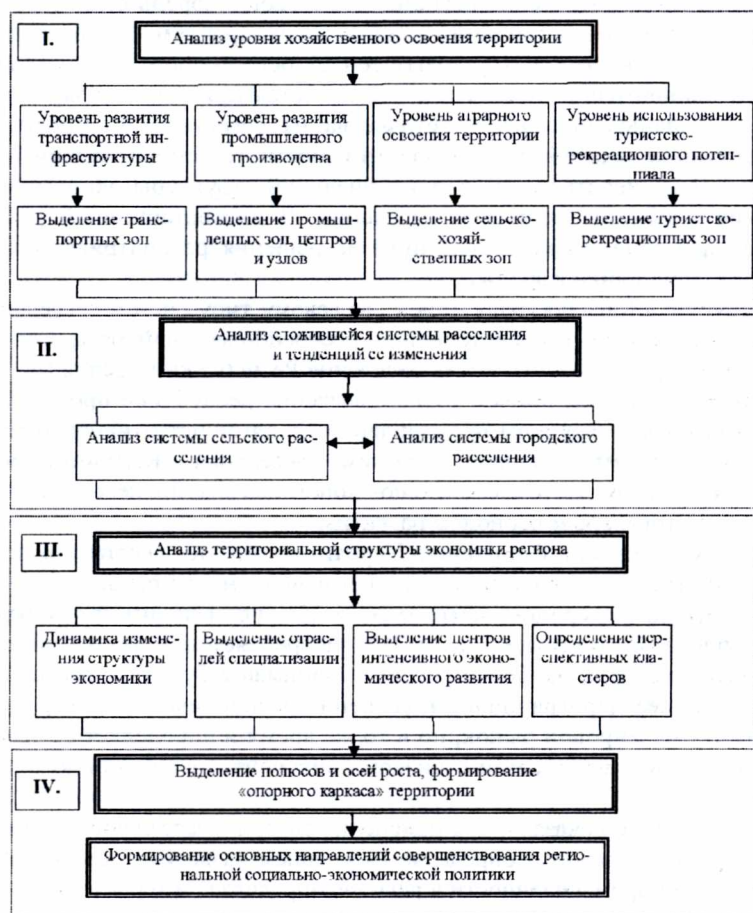 I.
Анализ уровня хозяйственного освоения территории
Уровень развития
транспортной ин-
фраструктуры
Уровень развития
промышленного
производства
Уровень аграрного
освоения территории
Уровень использования
туристско-
рекреационного потен-
циала
Выделение транс-
портных зон
Выделение промыш-
ленных зон, центров
и узлов
Выделение сельско-
хозяй-
ственных зон
Выделение туристско-
рекреационных зон
II.
Анализ сложившейся системы расселения
и тенденций ее изменения
Анализ системы сельского рас-
селения
Анализ системы городского
расселения
III.
Анализ территориальной структуры экономики региона
Динамика измене-
ния структуры
экономики
Выделение отрас-
лей специализации
Выделение центров
интенсивного эконо-
мического развития
Определение пер-
спективных кла-
стеров
IV.
Выделение полюсов и осей роста, формирование
«опорного каркаса» территории
Формирование основных направлений совершенствования регио-
нальной социально-экономической политики